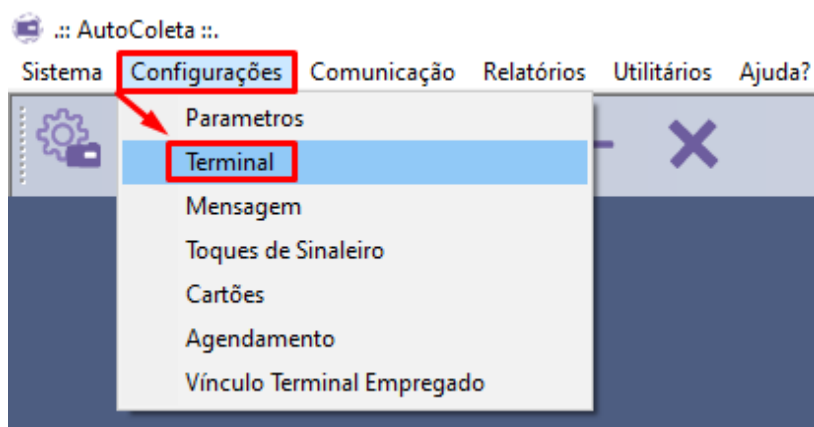 .:: AutoColeta ::.
Sistema Configurações Comunicação Relatórios Utilitários Ajuda?
Parametros
Terminal
Mensagem
Toques de Sinaleiro
Cartões
Agendamento
Vínculo Terminal Empregado